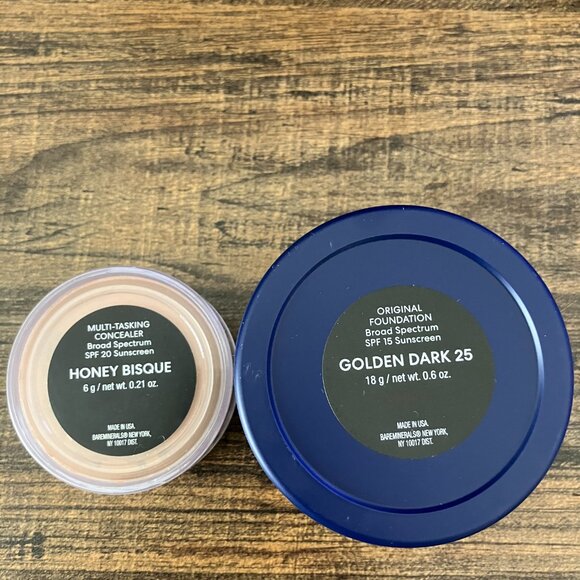 MULTI-TASKING
CONCEALER
Broad Spectrum
SPF 20 Sunscreen
HONEY BISQUE
6 g / net wt. 0.21 oz.
MADE IN USA.
BAREMINERALS® NEW YORK,
NY 10017 DIST.
ORIGINAL
FOUNDATION
Broad Spectrum
SPF 15 Sunscreen
GOLDEN DARK 25
18 g / net wt. 0.6 oz.
MADE IN USA.
BAREMINERALS® NEW YORK,
NY 10017 DIST.